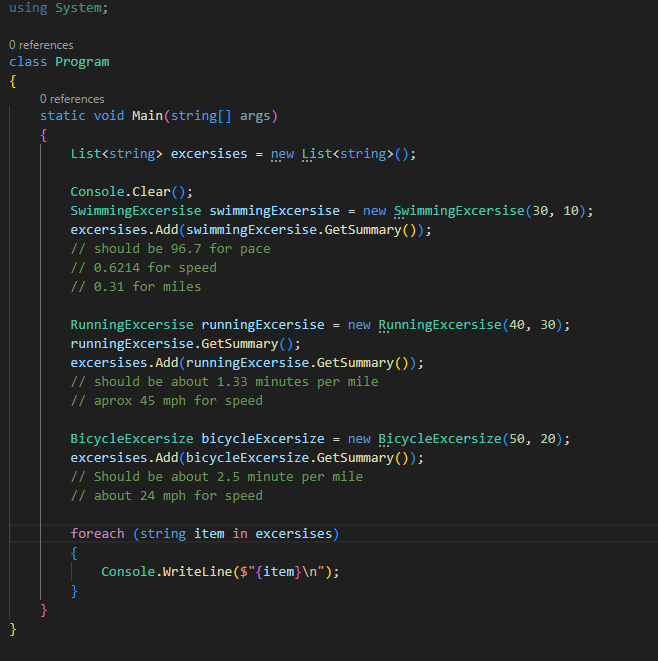 using System;
0 references
class Program
{
0 references
static void Main(string[] args)
{
List<string> excersises = new List<string>();
Console.Clear();
SwimmingExcersise swimmingExcersise = new SwimmingExcersise(30, 10);
excersises.Add(swimmingExcersise.GetSummary());
// should be 96.7 for pace
// 0.6214 for speed
// 0.31 for miles
RunningExcersise runningExcersise = new RunningExcersise(40, 30);
runningExcersise.GetSummary();
excersises.Add(runningExcersise.GetSummary());
// should be about 1.33 minutes per mile
// aprox 45 mph for speed
BicycleExcersize bicycleExcersize = new BicycleExcersize(50, 20);
excersises.Add(bicycleExcersize.GetSummary());
// Should be about 2.5 minute per mile
// about 24 mph for speed
foreach (string item in excersises)
{
Console.WriteLine($"{item}\n");
}
}
}